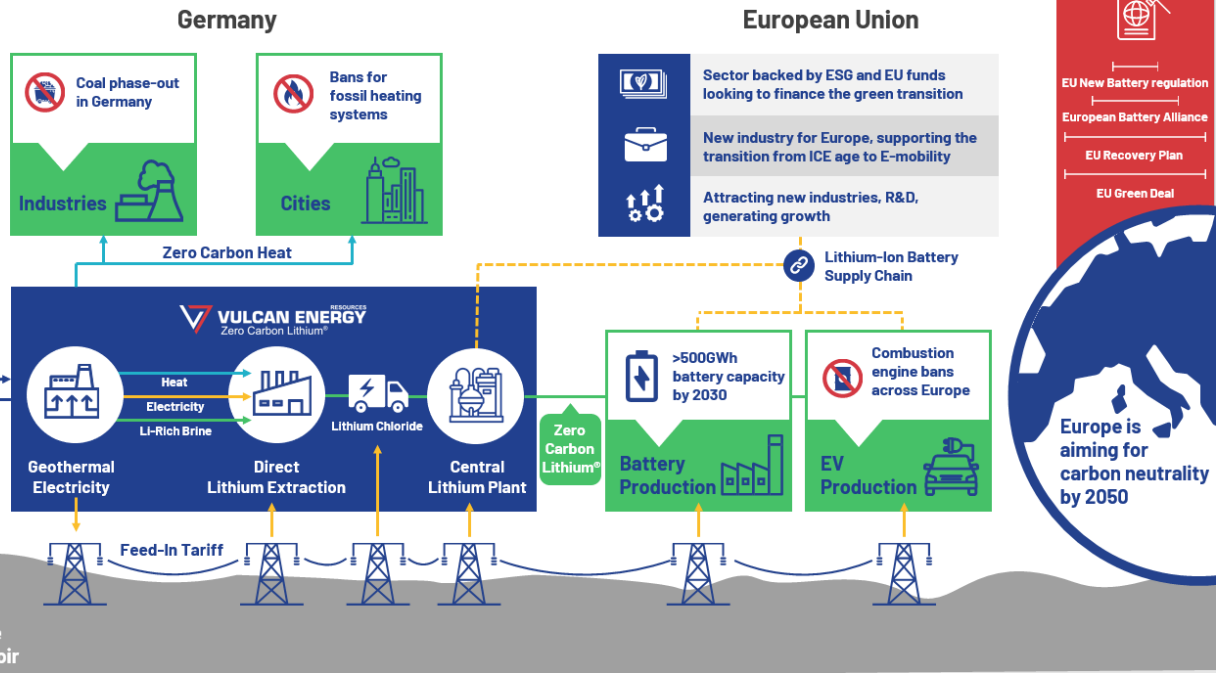 Germany
European Union
Coal phase-out
in Germany
Industries
Bans for
fossil heating
systems
Cities
Zero Carbon Heat
Sector backed by ESG and EU funds
looking to finance the green transition
New industry for Europe, supporting the
transition from ICE age to E-mobility
Attracting new industries, R&D,
generating growth
Lithium-Ion Battery
Supply Chain
EU New Battery regulation
European Battery Alliance
EU Recovery Plan
EU Green Deal
VULCAN ENERGY
RESOURCES
Zero Carbon Lithium®
Heat
Electricity
Li-Rich Brine
Lithium Chloride
Geothermal
Electricity
Direct
Lithium Extraction
Central
Lithium Plant
Zero
Carbon
Lithium®
>500GWh
battery capacity
by 2030
Battery
Production
Combustion
engine bans
across Europe
EV
Production
Europe is
aiming for
carbon neutrality
by 2050
Feed-In Tariff